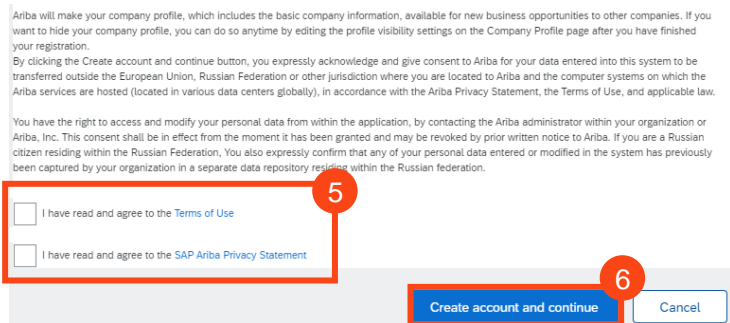 Ariba will make your company profile, which includes the basic company information, available for new business opportunities to other companies. If you
want to hide your company profile, you can do so anytime by editing the profile visibility settings on the Company Profile page after you have finished
your registration.
By clicking the Create account and continue button, you expressly acknowledge and give consent to Ariba for your data entered into this system to be
transferred outside the European Union, Russian Federation or other jurisdiction where you are located to Ariba and the computer systems on which the
Ariba services are hosted (located in various data centers globally), in accordance with the Ariba Privacy Statement, the Terms of Use, and applicable law.
You have the right to access and modify your personal data from within the application, by contacting the Ariba administrator within your organization or
Ariba, Inc. This consent shall be in effect from the moment it has been granted and may be revoked by prior written notice to Ariba. If you are a Russian
citizen residing within the Russian Federation, You also expressly confirm that any of your personal data entered or modified in the system has previously
been captured by your organization in a separate data repository residing within the Russian federation.
5
I have read and agree to the Terms of Use
I have read and agree to the SAP Ariba Privacy Statement
6
Create account and continue
Cancel